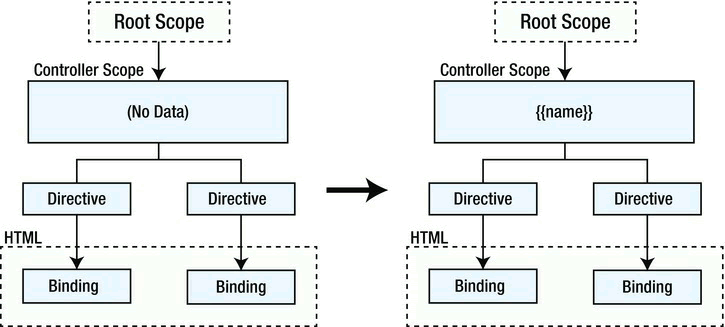 Root Scope
Controller Scope
(No Data)
Directive
Directive
HTML
Binding
Binding
Root Scope
Controller Scope
{{name}}
Directive
Directive
HTML
Binding
Binding